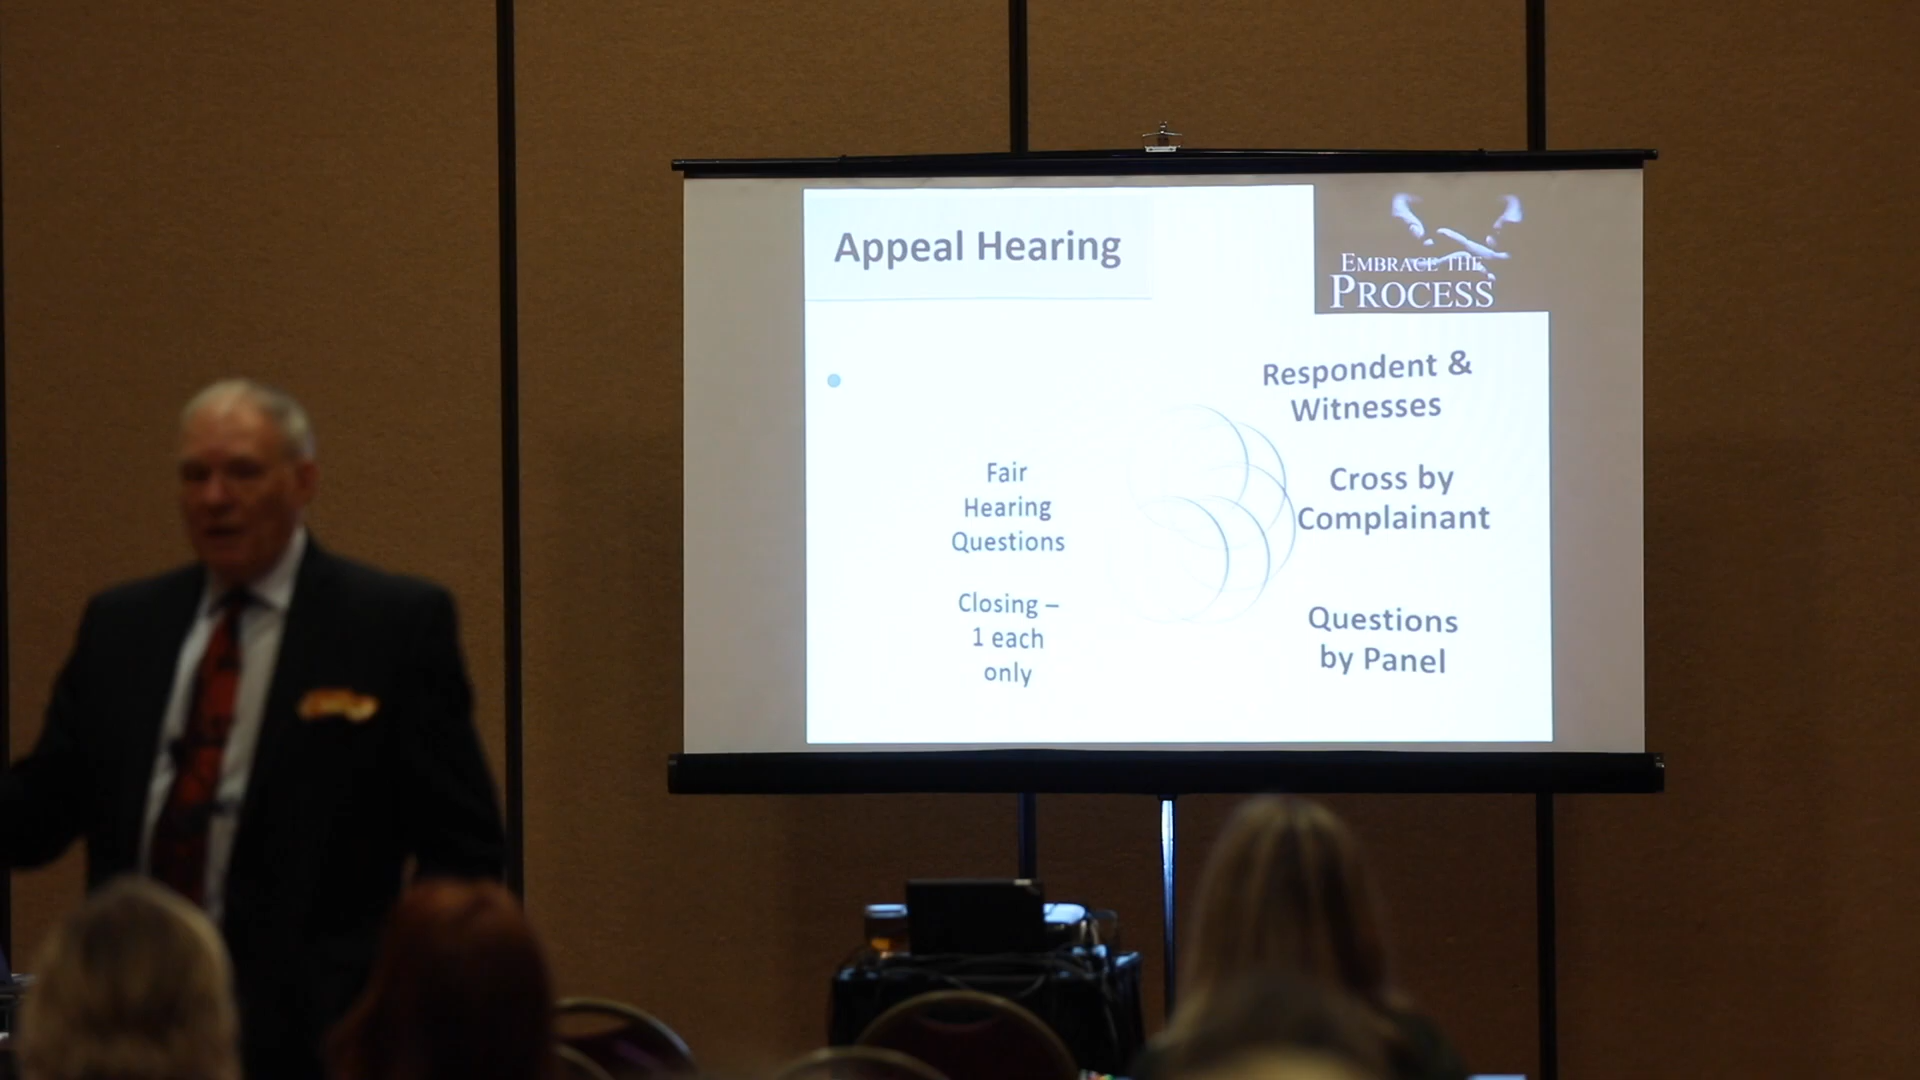 Appeal Hearing
EMBRACE THE
PROCESS
Respondent &
Witnesses
Cross by
Complainant
Questions
by Panel
Fair
Hearing
Questions
Closing –
1 each
only